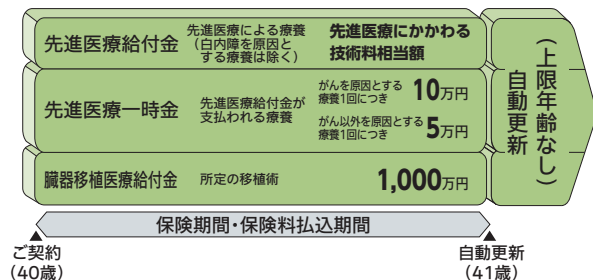 先進医療給付金
先進医療による療養
(白内障を原因と
する療養は除く)
先進医療にかかわる
技術料相当額
先進医療一時金
先進医療給付金が
支払われる療養
がんを原因とする
療養1回につき 10万円
がん以外を原因とする
療養1回につき 5万円
臓器移植医療給付金
所定の移植術
1,000万円
自動更新
(上限年齢なし)
保険期間・保険料払込期間
ご契約
(40歳)
自動更新
(41歳)